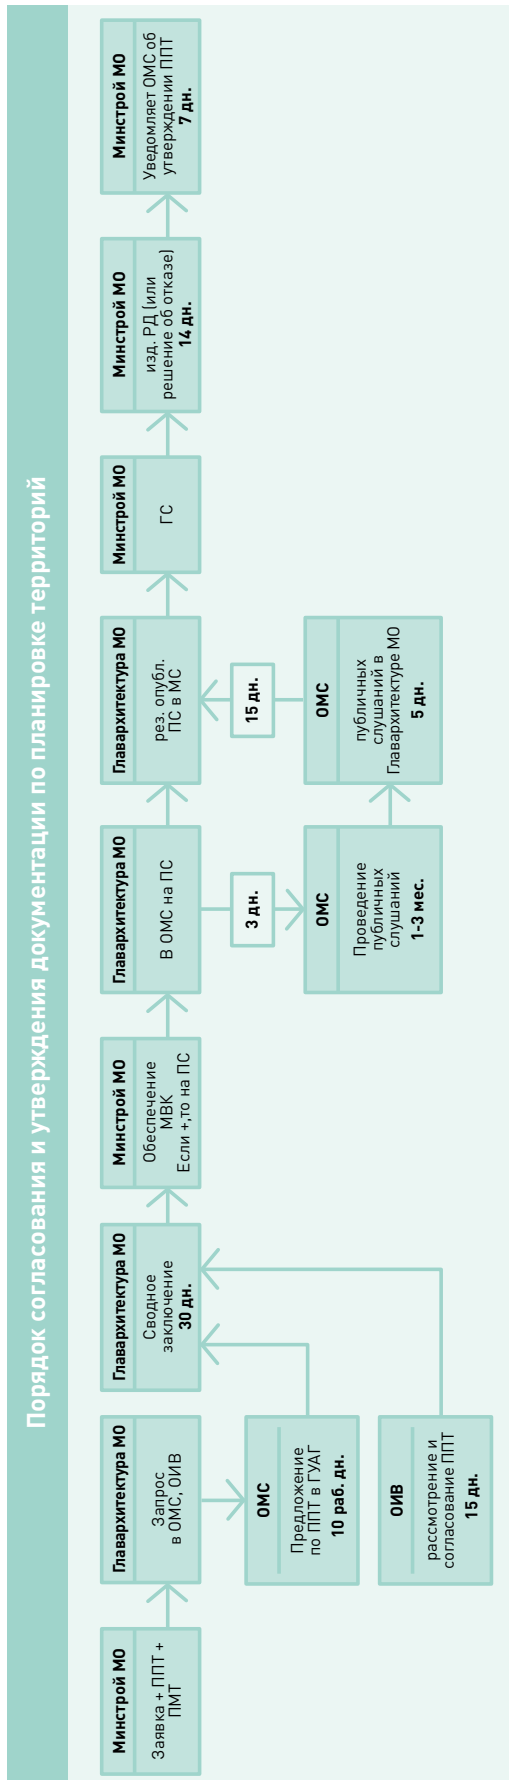 Порядок согласования и утверждения документации по планировке территорий
Минстрой МО
Заявка + ППТ +
ПМТ
Главархитектура МО
Запрос
в ОМС, ОИВ
ОМС
Предложение
по ППТ в ГУАГ
10 раб. дн.
ОИВ
рассмотрение и
согласование ППТ
15 дн.
Главархитектура МО
Сводное
заключение
30 дн.
Минстрой МО
Обеспечение
МВК
Если +,то на ПС
Главархитектура МО
В ОМС на ПС
3 дн.
ОМС
Проведение
публичных
слушаний
1-3 мес.
ОМС
публичных
слушаний в
Главархитектуре МО
5 дн.
15 дн.
Главархитектура МО
рез. опубл.
ПС в МС
Минстрой МО
ГС
Минстрой МО
изд. РД (или
решение об отказе)
14 дн.
Минстрой МО
Уведомляет ОМС об
утверждении ППТ
7 дн.